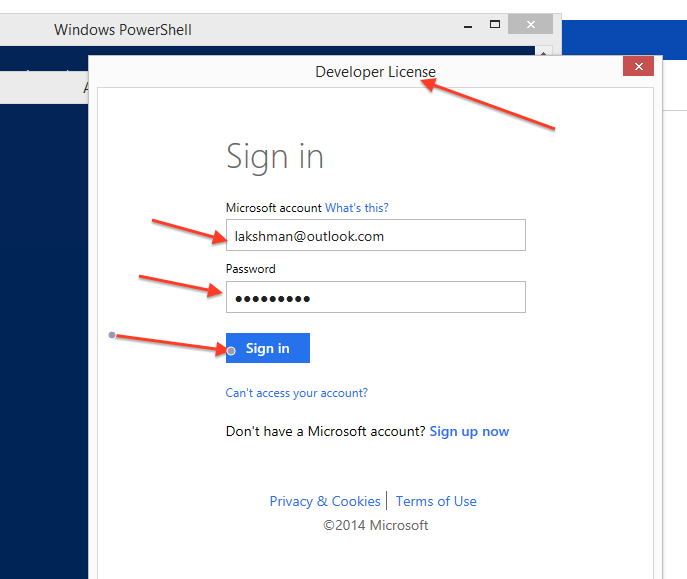 Windows PowerShell
Developer License
Sign in
Microsoft account What's this?
lakshman@outlook.com
Password
Sign in
Can't access your account?
Don't have a Microsoft account? Sign up now
Privacy & Cookies | Terms of Use
©2014 Microsoft